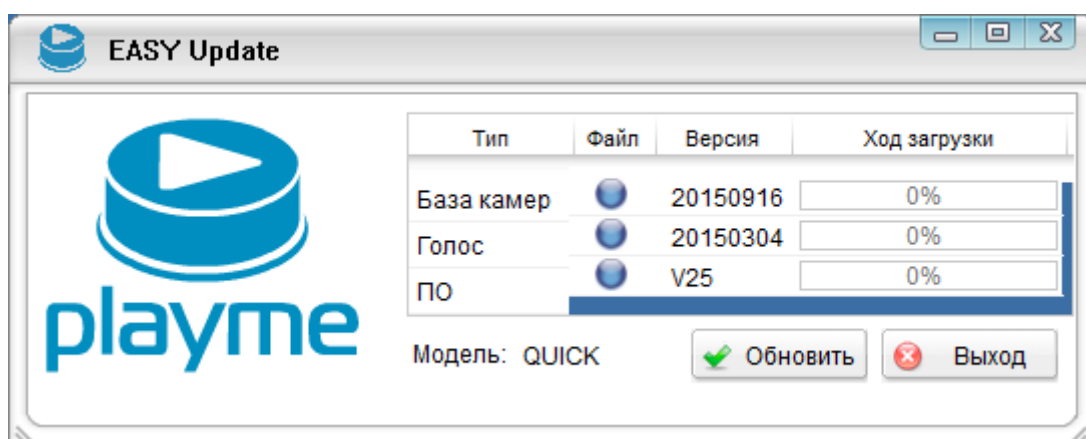 EASY Update
playme
Тип Файл Версия Ход загрузки
База камер 20150916 0%
Голос 20150304 0%
ПО V25 0%
Модель: QUICK Обновить Выход